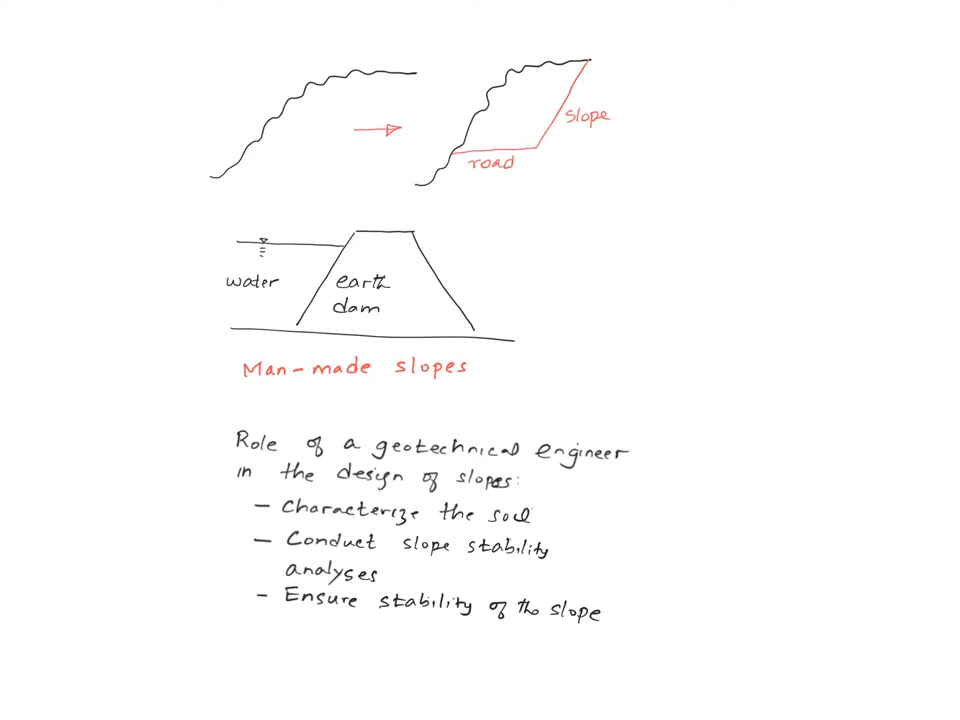 slope
road
water
earth
dam
Man-made slopes
Role of a geotechnical engineer
in the design of slopes:
- Characterize the soil
- Conduct slope stability
analyses
- Ensure stability of the slope